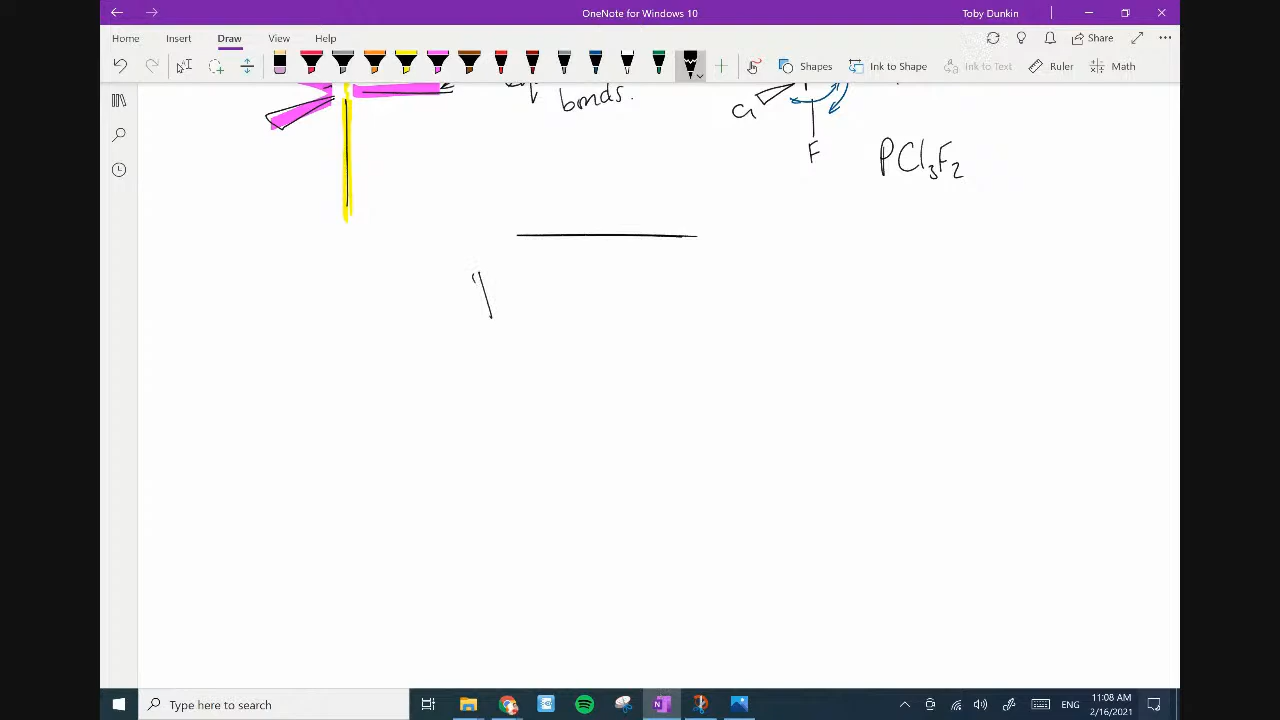 OneNote for Windows 10
Toby Dunkin
Home Insert Draw View Help
Share
Shapes Ink to Shape Ink to Text Ruler Math
bonds.
Cl
F
PCl₃F₂
Type here to search
11:08 AM
ENG
2/16/2021